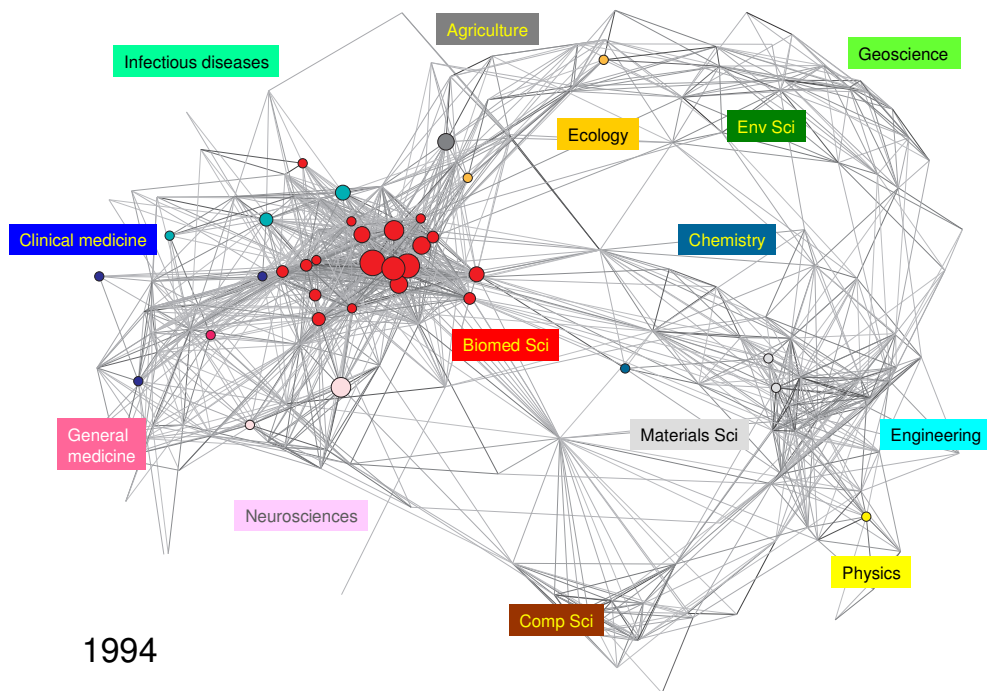 Agriculture
Geoscience
Infectious diseases
Ecology
Env Sci
Clinical medicine
Chemistry
Biomed Sci
General
medicine
Materials Sci
Engineering
Neurosciences
Physics
Comp Sci
1994